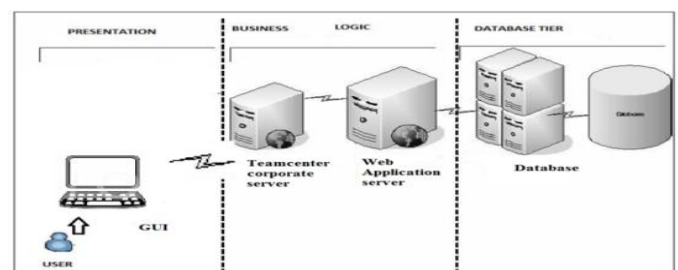 PRESENTATION
BUSINESS LOGIC
DATABASE TIER
Teamcenter
corporate
server
Web
Application
server
Database
GUI
USER